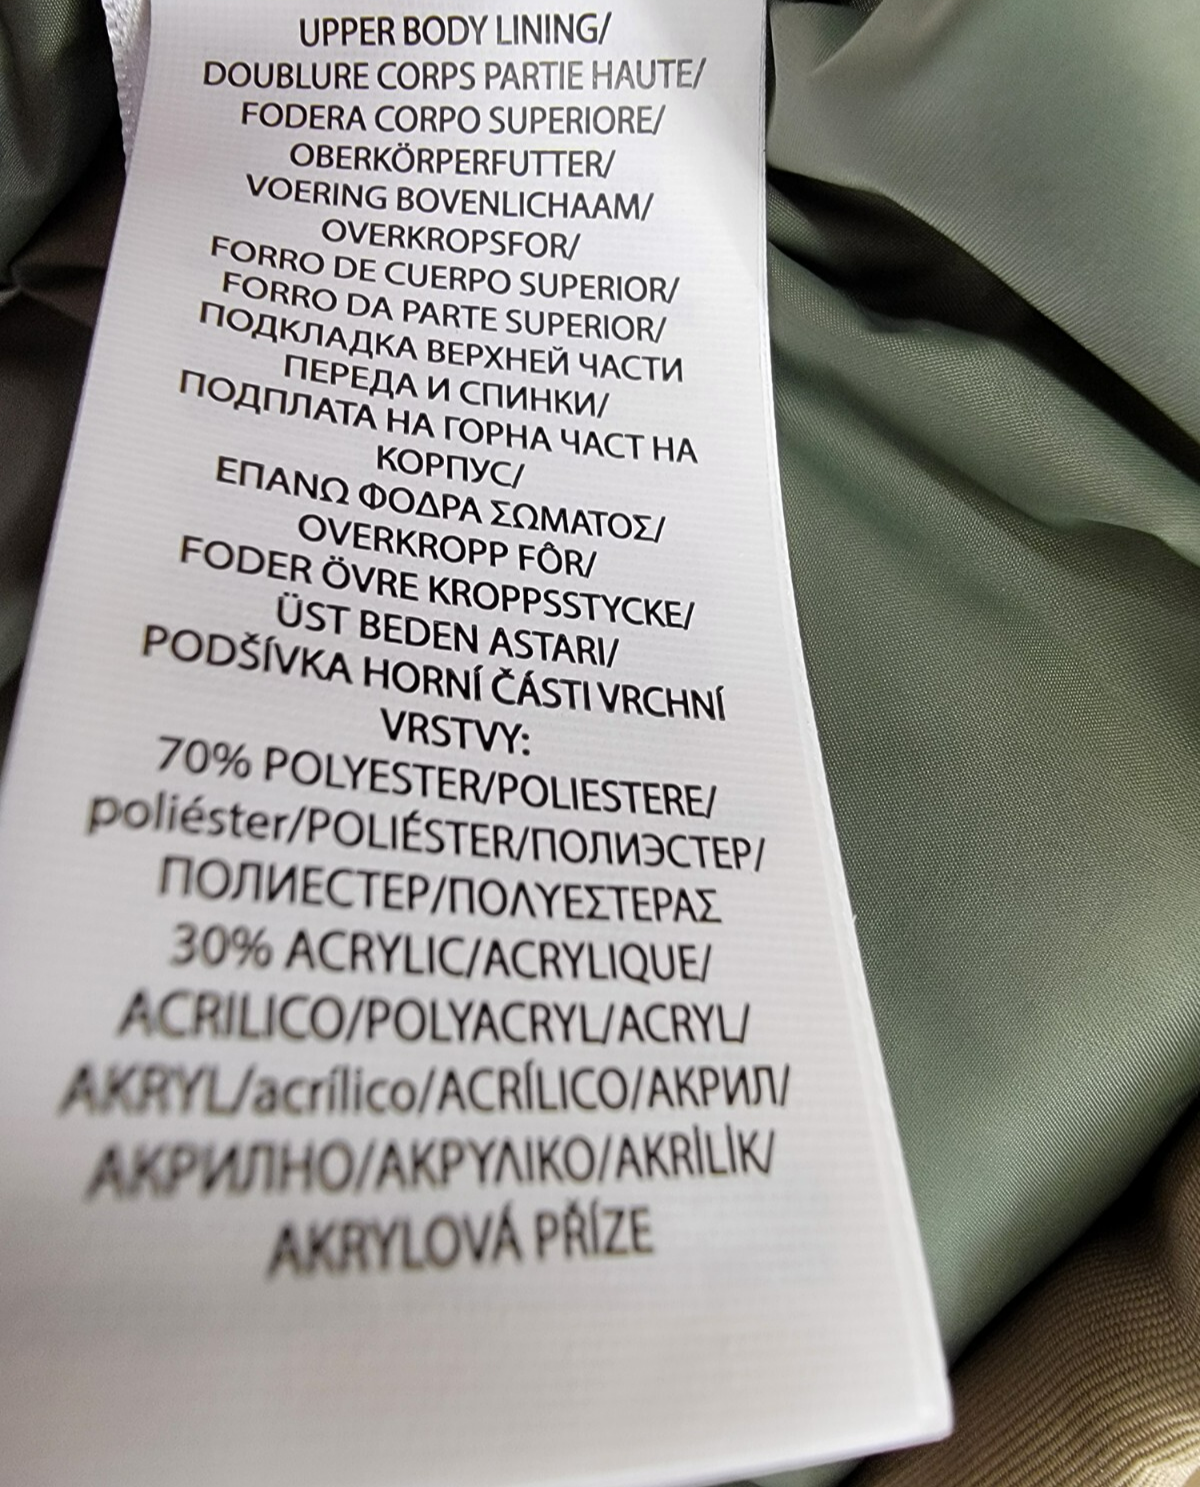 UPPER BODY LINING/
DOUBLURE CORPS PARTIE HAUTE/
FODERA CORPO SUPERIORE/
OBERKÖRPERFUTTER/
VOERING BOVENLICHAAM/
OVERKROPSFOR/
FORRO DE CUERPO SUPERIOR/
FORRO DA PARTE SUPERIOR/
ПОДКЛАДКА ВЕРХНЕЙ ЧАСТИ
ПЕРЕДА И СПИНКИ/
ПОДПЛАТА НА ГОРНА ЧАСТ НА
КОРПУС/
ΕΠΑΝΩ ΦΟΔΡΑ ΣΩΜΑΤΟΣ/
OVERKROPP FÔR/
FODER ÖVRE KROPPSSTYCKE/
ÜST BEDEN ASTARI/
PODŠÍVKA HORNÍ ČÁSTI VRCHNÍ
VRSTVY:
70% POLYESTER/POLIESTERE/
poliéster/POLIÉSTER/ПОЛИЭСТЕР/
ПОЛИЕСТЕР/ΠΟΛΥΕΣΤΕΡΑΣ
30% ACRYLIC/ACRYLIQUE/
ACRILICO/POLYACRYL/ACRYL/
AKRYL/acrílico/ACRÍLICO/АКРИЛ/
АКРИЛНО/ΑΚΡΥΛΙΚΟ/AKRİLİK/
AKRYLOVÁ PŘÍZE